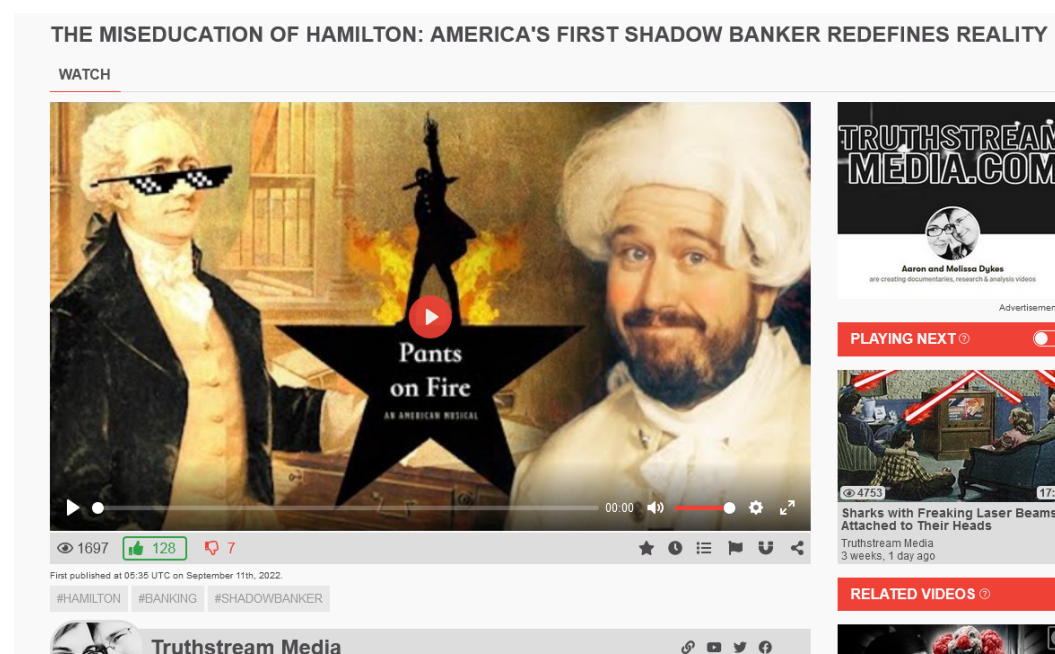 THE MISEDUCATION OF HAMILTON: AMERICA'S FIRST SHADOW BANKER REDEFINES REALITY
WATCH
Pants
on Fire
AN AMERICAN MUSICAL
00:00
1697 128 7
First published at 05:35 UTC on September 11th, 2022.
#HAMILTON #BANKING #SHADOWBANKER
Truthstream Media
TRUTHSTREAM
MEDIA.COM
Aaron and Melissa Dykes
are creating documentaries, research & analysis videos
Advertisemen
PLAYING NEXT
4753 17:
Sharks with Freaking Laser Beams
Attached to Their Heads
Truthstream Media
3 weeks, 1 day ago
RELATED VIDEOS